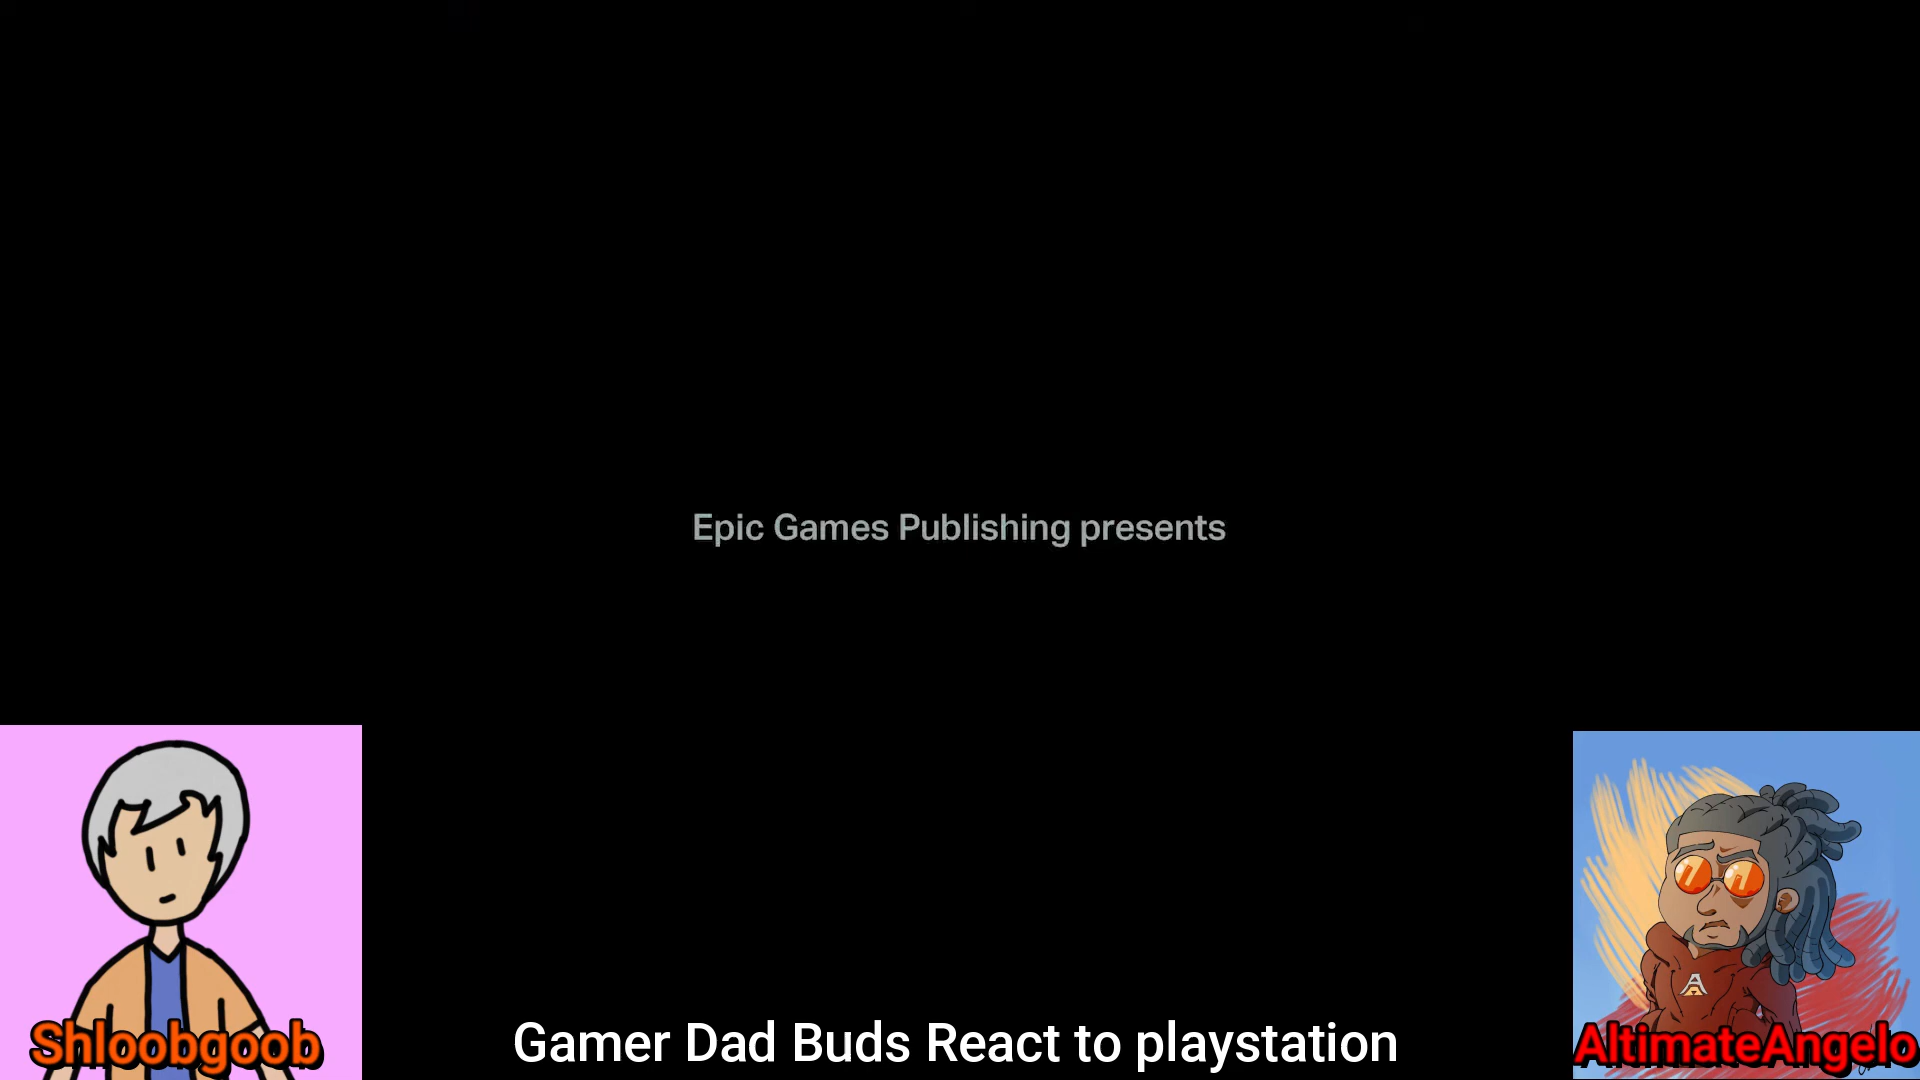 Epic Games Publishing presents
Shloobgoob
Gamer Dad Buds React to playstation
AltimateAngelo